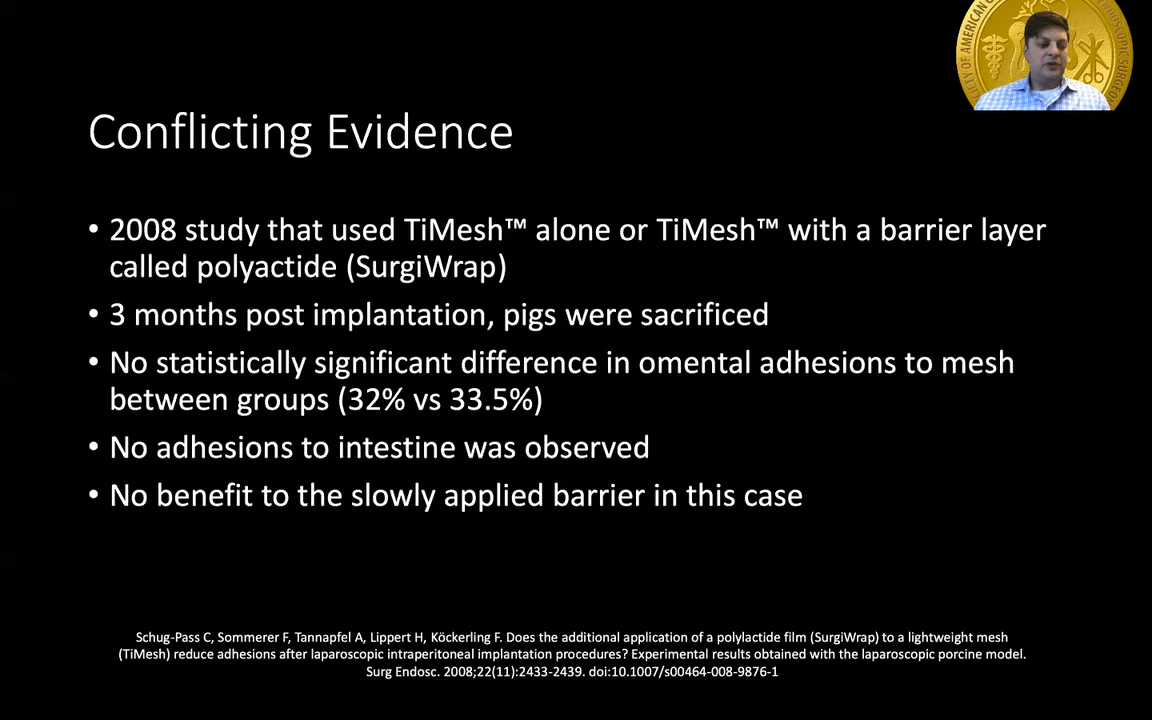 SOCIETY OF AMERICAN
ENDOSCOPIC SURGEON
Conflicting Evidence
• 2008 study that used TiMesh™ alone or TiMesh™ with a barrier layer
called polyactide (SurgiWrap)
• 3 months post implantation, pigs were sacrificed
• No statistically significant difference in omental adhesions to mesh
between groups (32% vs 33.5%)
• No adhesions to intestine was observed
• No benefit to the slowly applied barrier in this case
Schug-Pass C, Sommerer F, Tannapfel A, Lippert H, Köckerling F. Does the additional application of a polylactide film (SurgiWrap) to a lightweight mesh
(TiMesh) reduce adhesions after laparoscopic intraperitoneal implantation procedures? Experimental results obtained with the laparoscopic porcine model.
Surg Endosc. 2008;22(11):2433-2439. doi:10.1007/s00464-008-9876-1